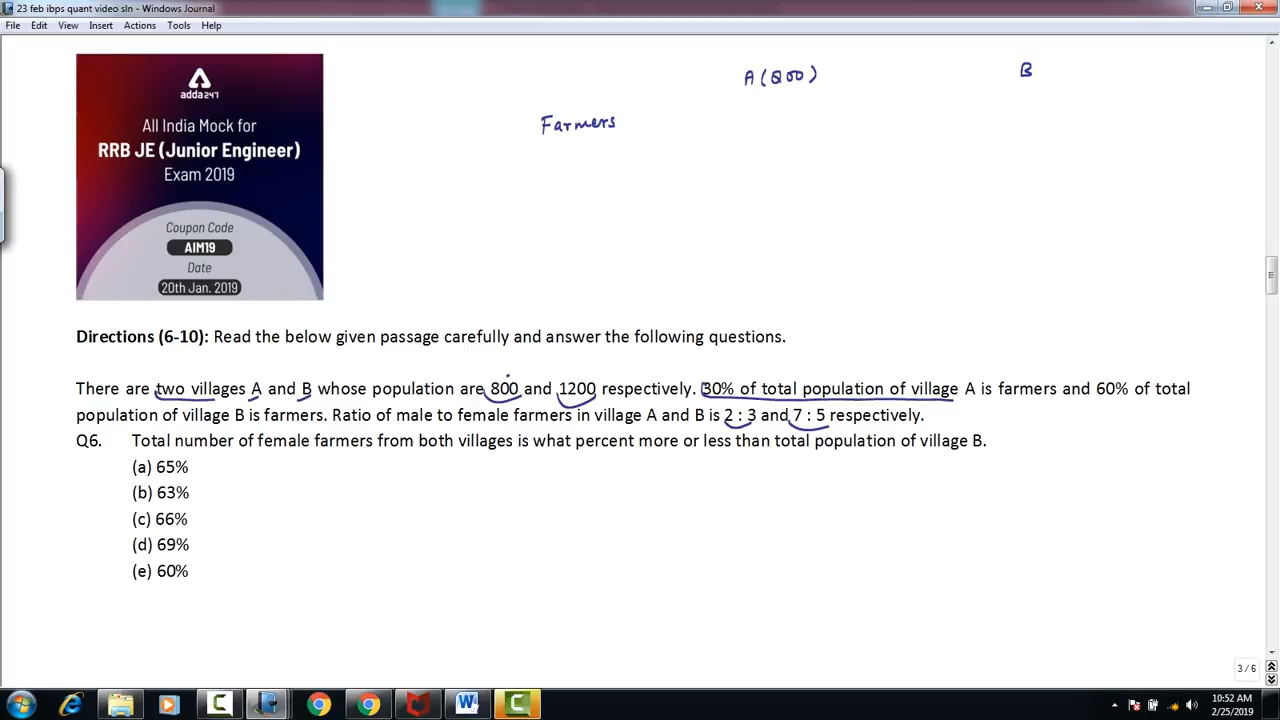 23 feb ibps quant video sln - Windows Journal
File Edit View Insert Actions Tools Help
A (800) B
Farmers
adda247
All India Mock for
RRB JE (Junior Engineer)
Exam 2019
Coupon Code
AIM19
Date
20th Jan. 2019
Directions (6-10): Read the below given passage carefully and answer the following questions.
There are two villages A and B whose population are 800 and 1200 respectively. 30% of total population of village A is farmers and 60% of total
population of village B is farmers. Ratio of male to female farmers in village A and B is 2 : 3 and 7 : 5 respectively.
Q6. Total number of female farmers from both villages is what percent more or less than total population of village B.
(a) 65%
(b) 63%
(c) 66%
(d) 69%
(e) 60%
3 / 6
10:52 AM
2/25/2019